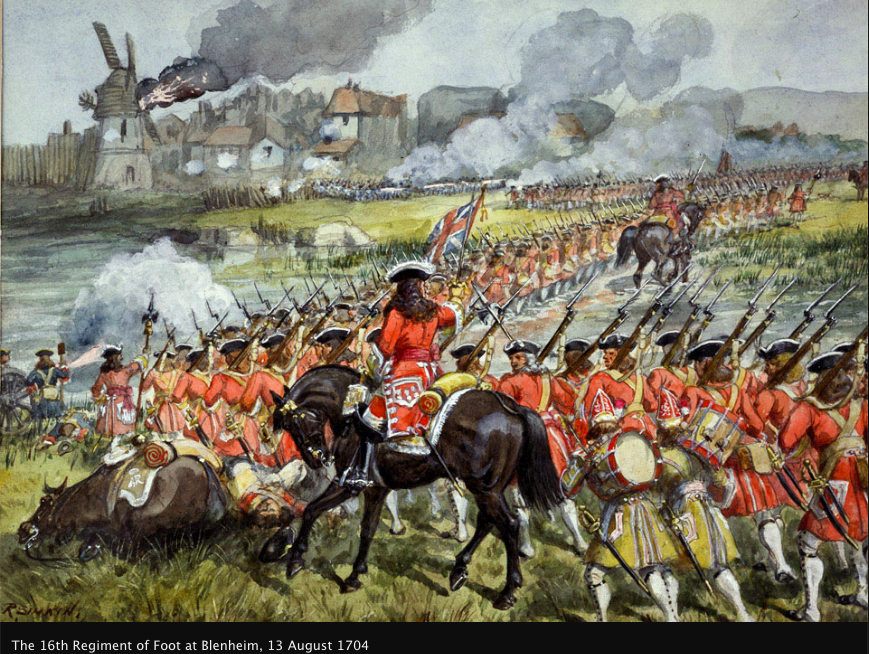 R. SIMKIN.
The 16th Regiment of Foot at Blenheim, 13 August 1704